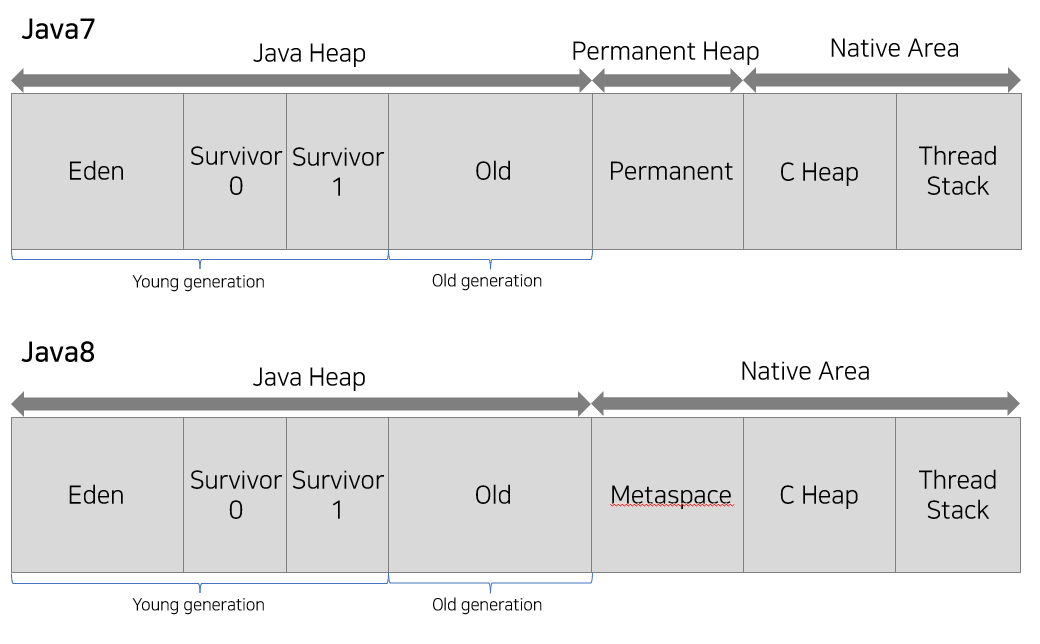 Java7
Java Heap
Permanent Heap
Native Area
Eden
Survivor
0
Survivor
1
Old
Permanent
C Heap
Thread
Stack
Young generation
Old generation
Java8
Java Heap
Native Area
Eden
Survivor
0
Survivor
1
Old
Metaspace
C Heap
Thread
Stack
Young generation
Old generation